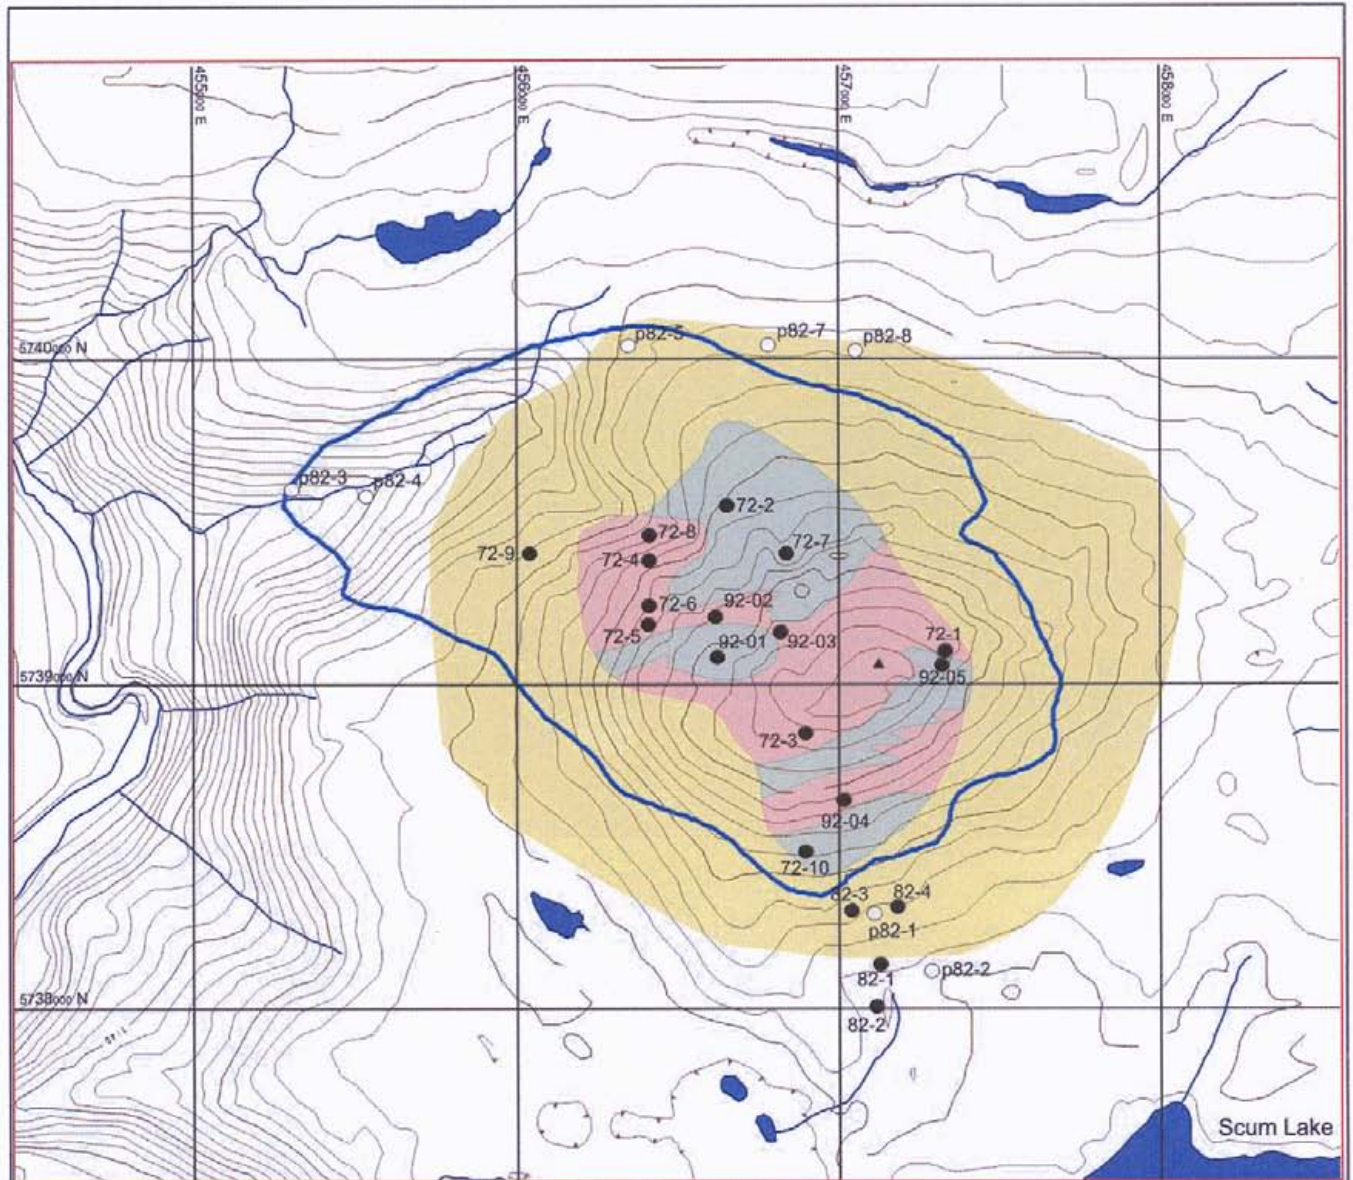 455000 E
456000 E
457000 E
458000 E
p82-5
p82-7
p82-8
5740000 N
p82-3
p82-4
72-2
72-8
72-7
72-9
72-4
92-02
72-6
72-5
92-01
92-03
72-1
92-05
5739000 N
72-3
92-04
72-10
82-3
82-4
p82-1
82-1
p82-2
5738000 N
82-2
1140
Scum Lake